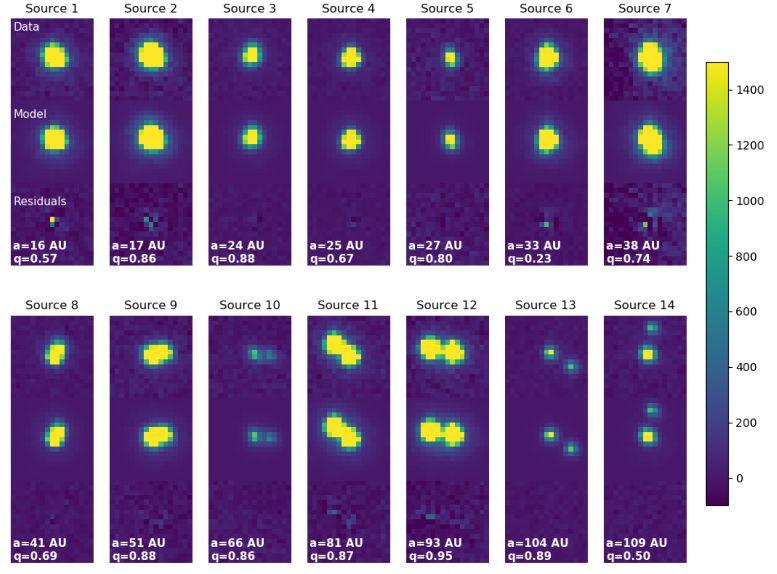 Source 1 Source 2 Source 3 Source 4 Source 5 Source 6 Source 7
Data
Model
Residuals
a=16 AU a=17 AU a=24 AU a=25 AU a=27 AU a=33 AU a=38 AU
q=0.57 q=0.86 q=0.88 q=0.67 q=0.80 q=0.23 q=0.74
Source 8 Source 9 Source 10 Source 11 Source 12 Source 13 Source 14
a=41 AU a=51 AU a=66 AU a=81 AU a=93 AU a=104 AU a=109 AU
q=0.69 q=0.88 q=0.86 q=0.87 q=0.95 q=0.89 q=0.50
1400
1200
1000
800
600
400
200
0